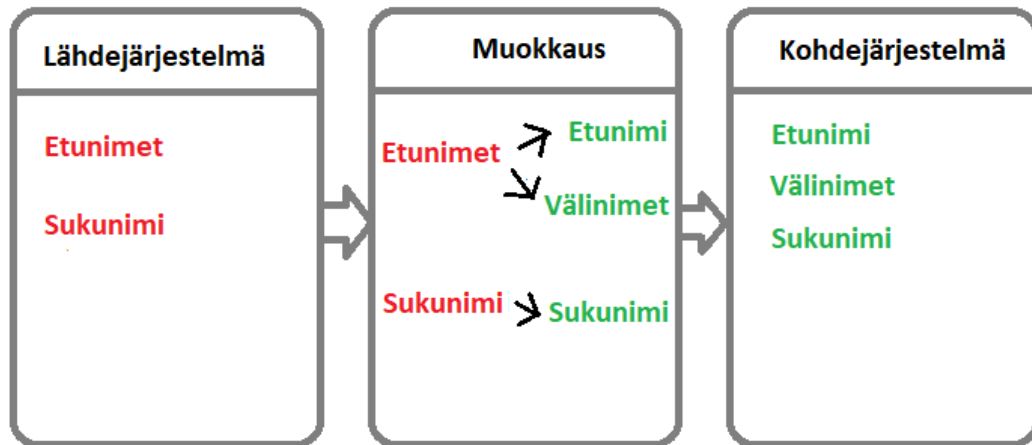 Lähdejärjestelmä
Etunimet
Sukunimi
Muokkaus
Etunimet
Etunimi
Välinimet
Sukunimi
Sukunimi
Kohdejärjestelmä
Etunimi
Välinimet
Sukunimi